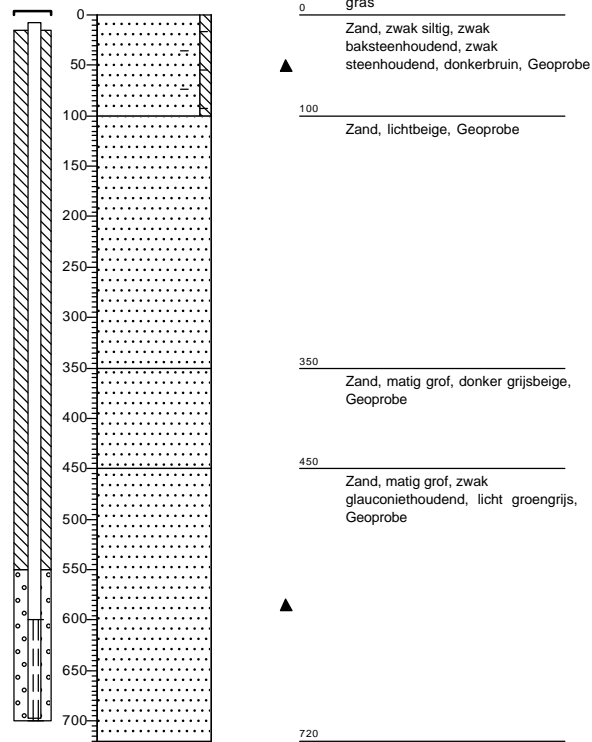 gras
0
Zand, zwak siltig, zwak
baksteenhoudend, zwak
steenhoudend, donkerbruin, Geoprobe
100
Zand, lichtbeige, Geoprobe
350
Zand, matig grof, donker grijsbeige,
Geoprobe
450
Zand, matig grof, zwak
glauconiethoudend, licht groengrijs,
Geoprobe
720
0
50
100
150
200
250
300
350
400
450
500
550
600
650
700